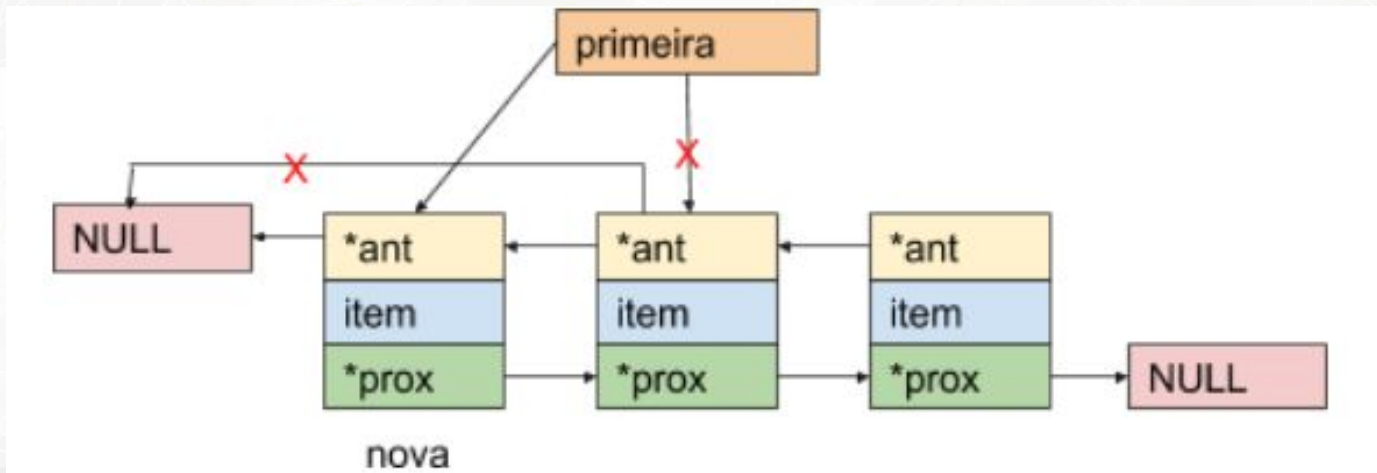 primeira
X
X
NULL
*ant
*ant
*ant
item
item
item
*prox
*prox
*prox
NULL
nova